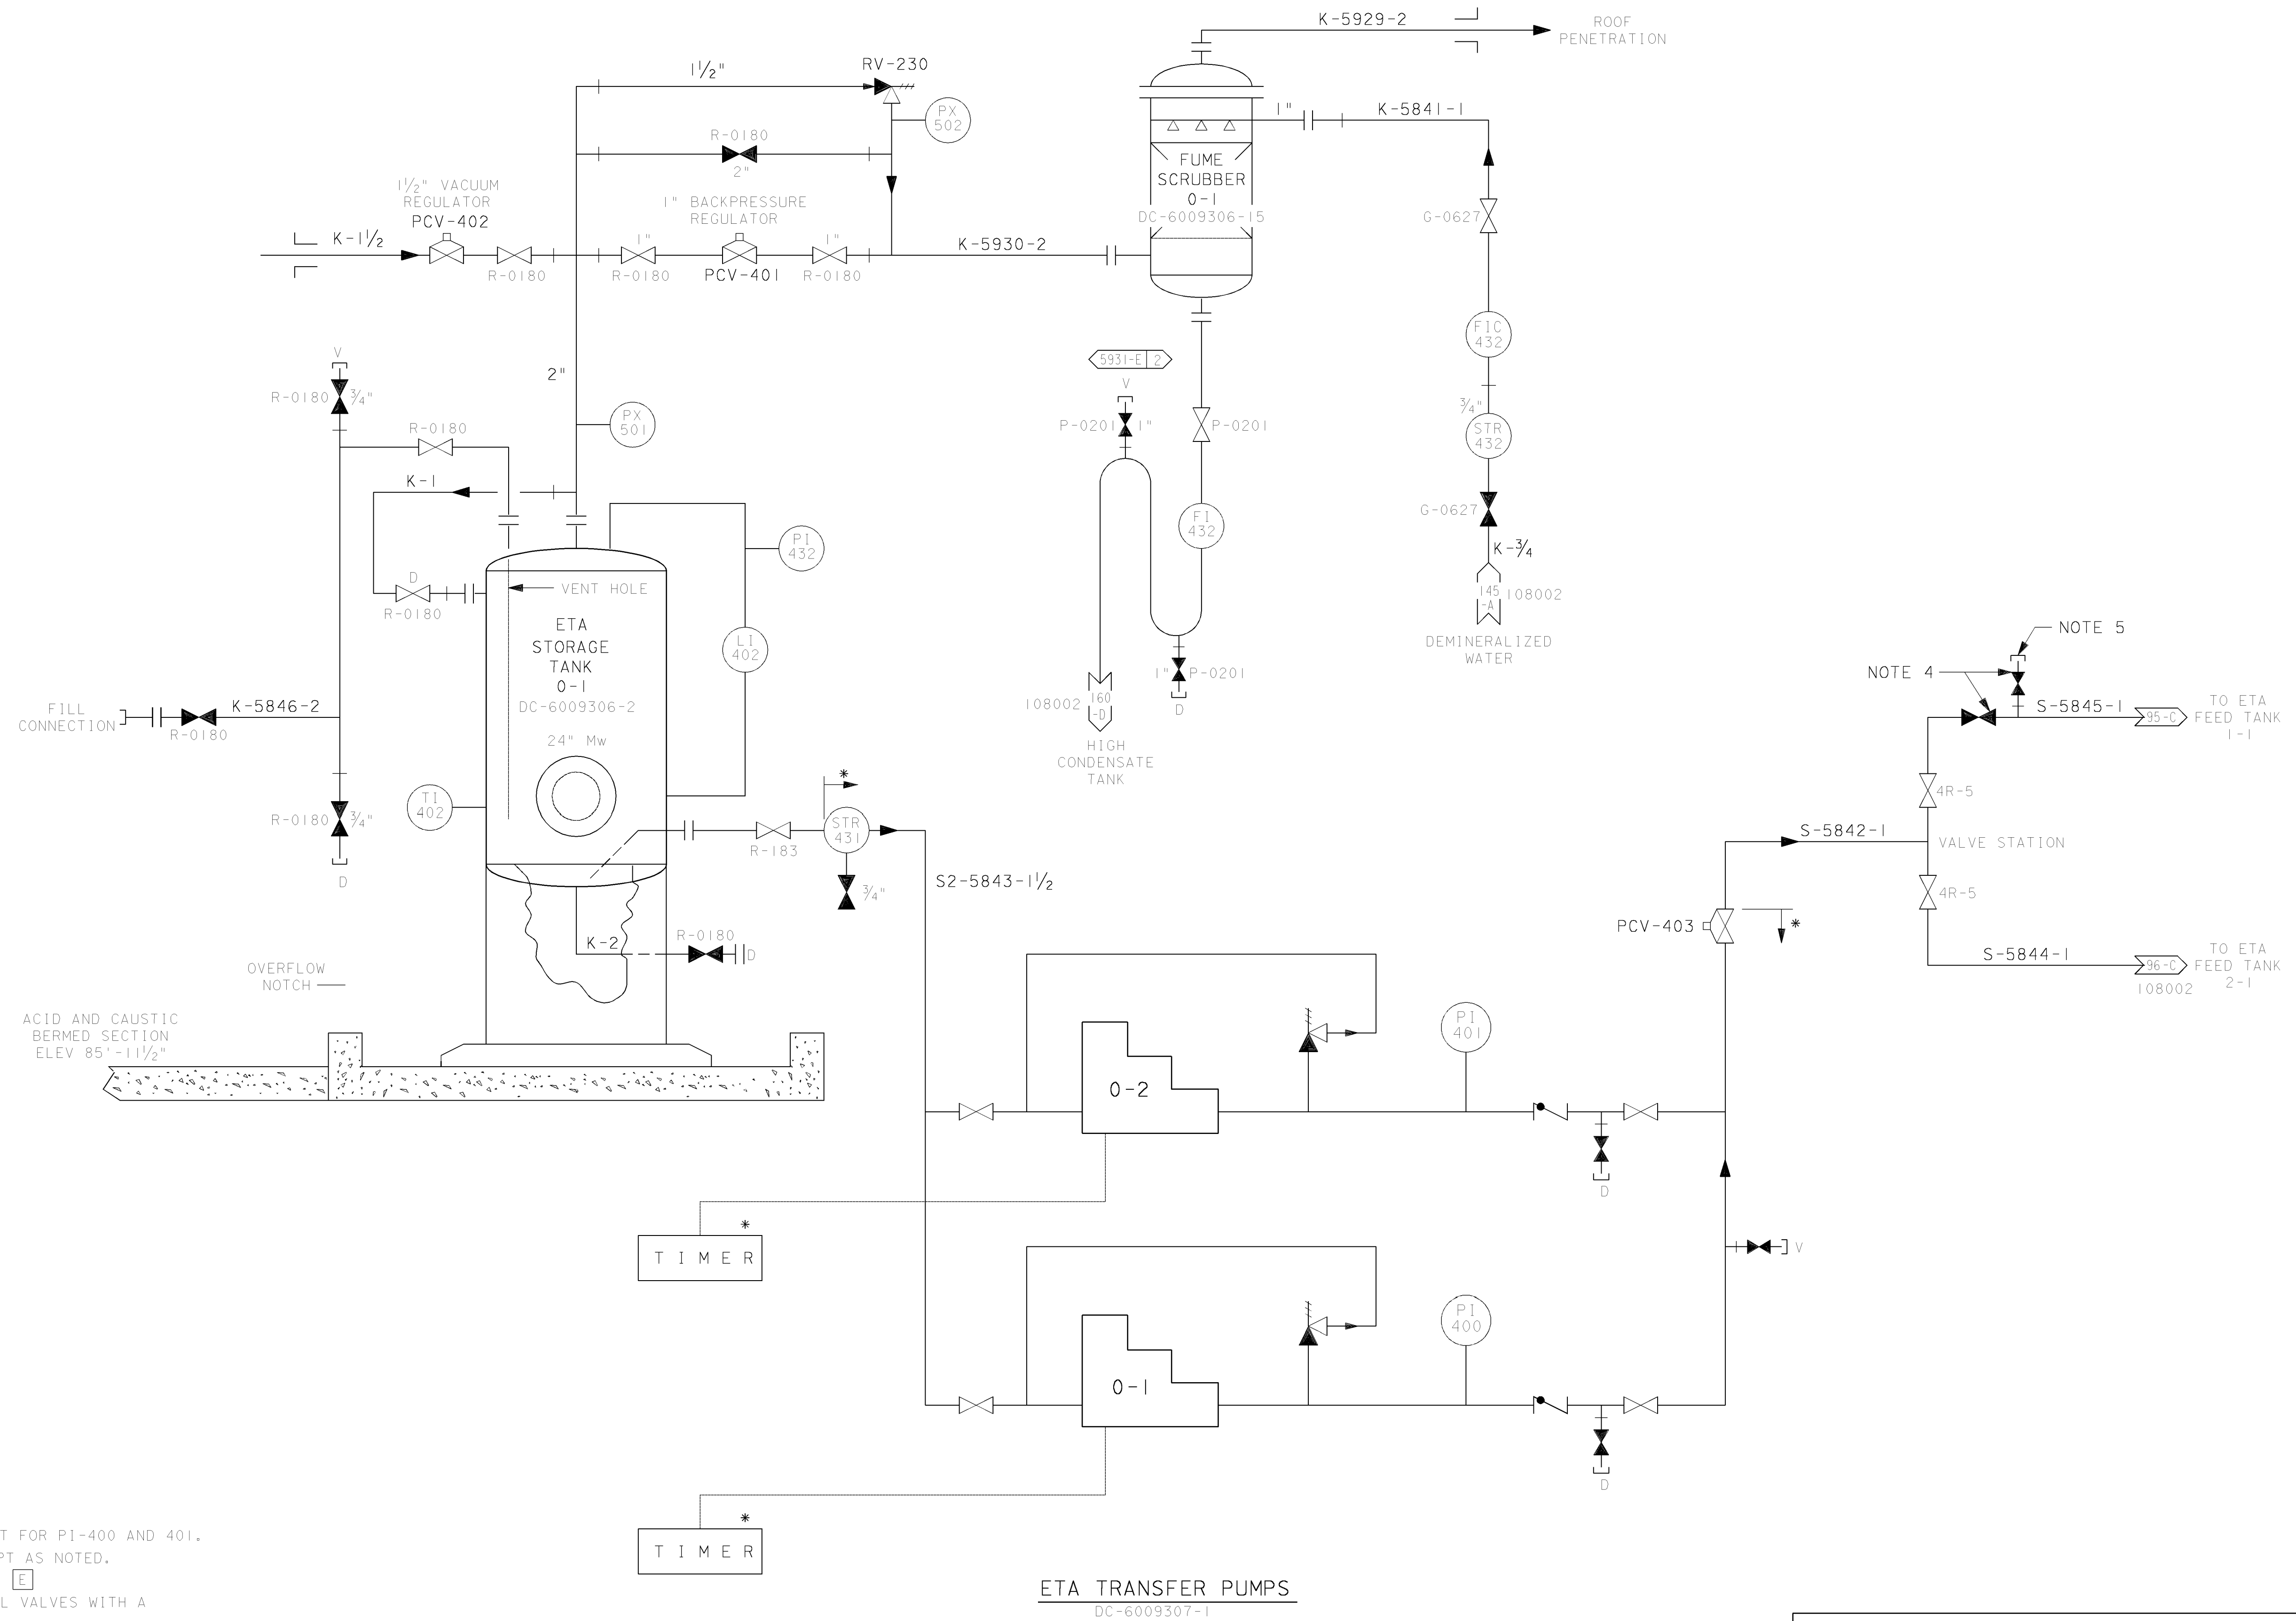 K-5929-2
ROOF
PENETRATION
1 1/2"
RV-230
PX
502
1"
K-5841-1
R-0180
2"
FUME
SCRUBBER
0-1
DC-6009306-15
1 1/2" VACUUM
REGULATOR
PCV-402
1" BACKPRESSURE
REGULATOR
G-0627
K-1 1/2
1"
1"
K-5930-2
R-0180
R-0180
PCV-401
R-0180
FIC
432
V
5931-E 2
2"
V
R-0180
3/4"
3/4"
PX
501
P-0201
1"
P-0201
R-0180
STR
432
K-1
G-0627
FI
432
PI
432
K-3/4
D
R-0180
VENT HOLE
145
-A
108002
ETA
STORAGE
TANK
0-1
DC-6009306-2
LI
402
DEMINERALIZED
WATER
NOTE 5
NOTE 4
1"
P-0201
FILL
CONNECTION
K-5846-2
R-0180
108002
160
-D
D
S-5845-1
95-C
TO ETA
FEED TANK
1-1
24" Mw
HIGH
CONDENSATE
TANK
*
4R-5
TI
402
R-0180
3/4"
STR
431
R-183
S-5842-1
VALVE STATION
D
3/4"
S2-5843-1 1/2
4R-5
PCV-403
*
K-2
R-0180
D
S-5844-1
96-C
108002
TO ETA
FEED TANK
2-1
OVERFLOW
NOTCH
ACID AND CAUSTIC
BERMED SECTION
ELEV 85'-11 1/2"
PI
401
0-2
D
*
TIMER
V
PI
400
0-1
D
*
TIMER
T FOR PI-400 AND 401.
PT AS NOTED.
E
L VALVES WITH A
ETA TRANSFER PUMPS
DC-6009307-1